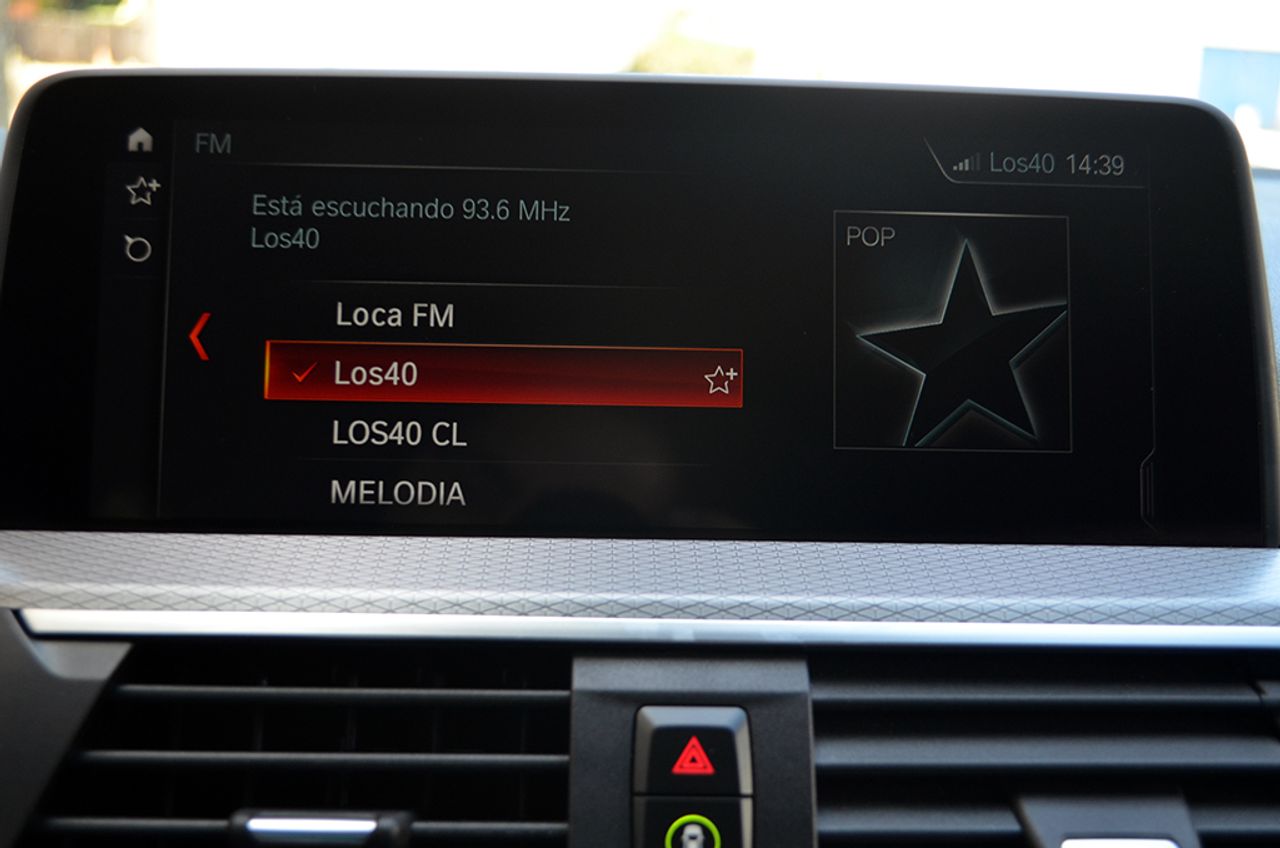 FM
Los40 14:39
Está escuchando 93.6 MHz
Los40
POP
Loca FM
Los40
LOS40 CL
MELODIA